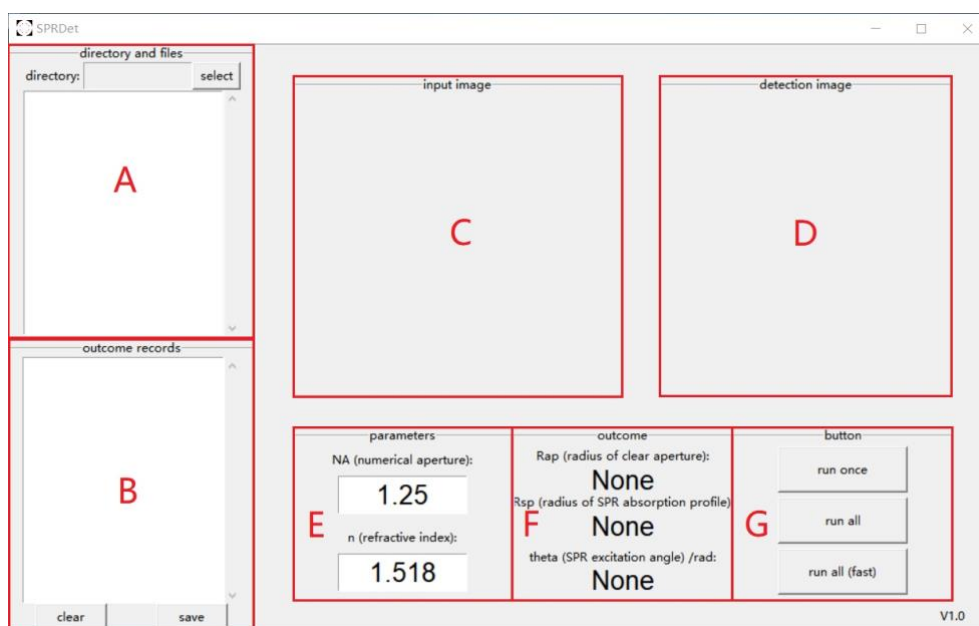 SPRDet
directory and files
directory:
select
A
outcome records
B
clear
save
input image
C
detection image
D
parameters
NA (numerical aperture):
1.25
E
n (refractive index):
1.518
outcome
Rap (radius of clear aperture):
None
Rsp (radius of SPR absorption profile)
F
None
theta (SPR excitation angle) /rad:
None
button
run once
G
run all
run all (fast)
V1.0